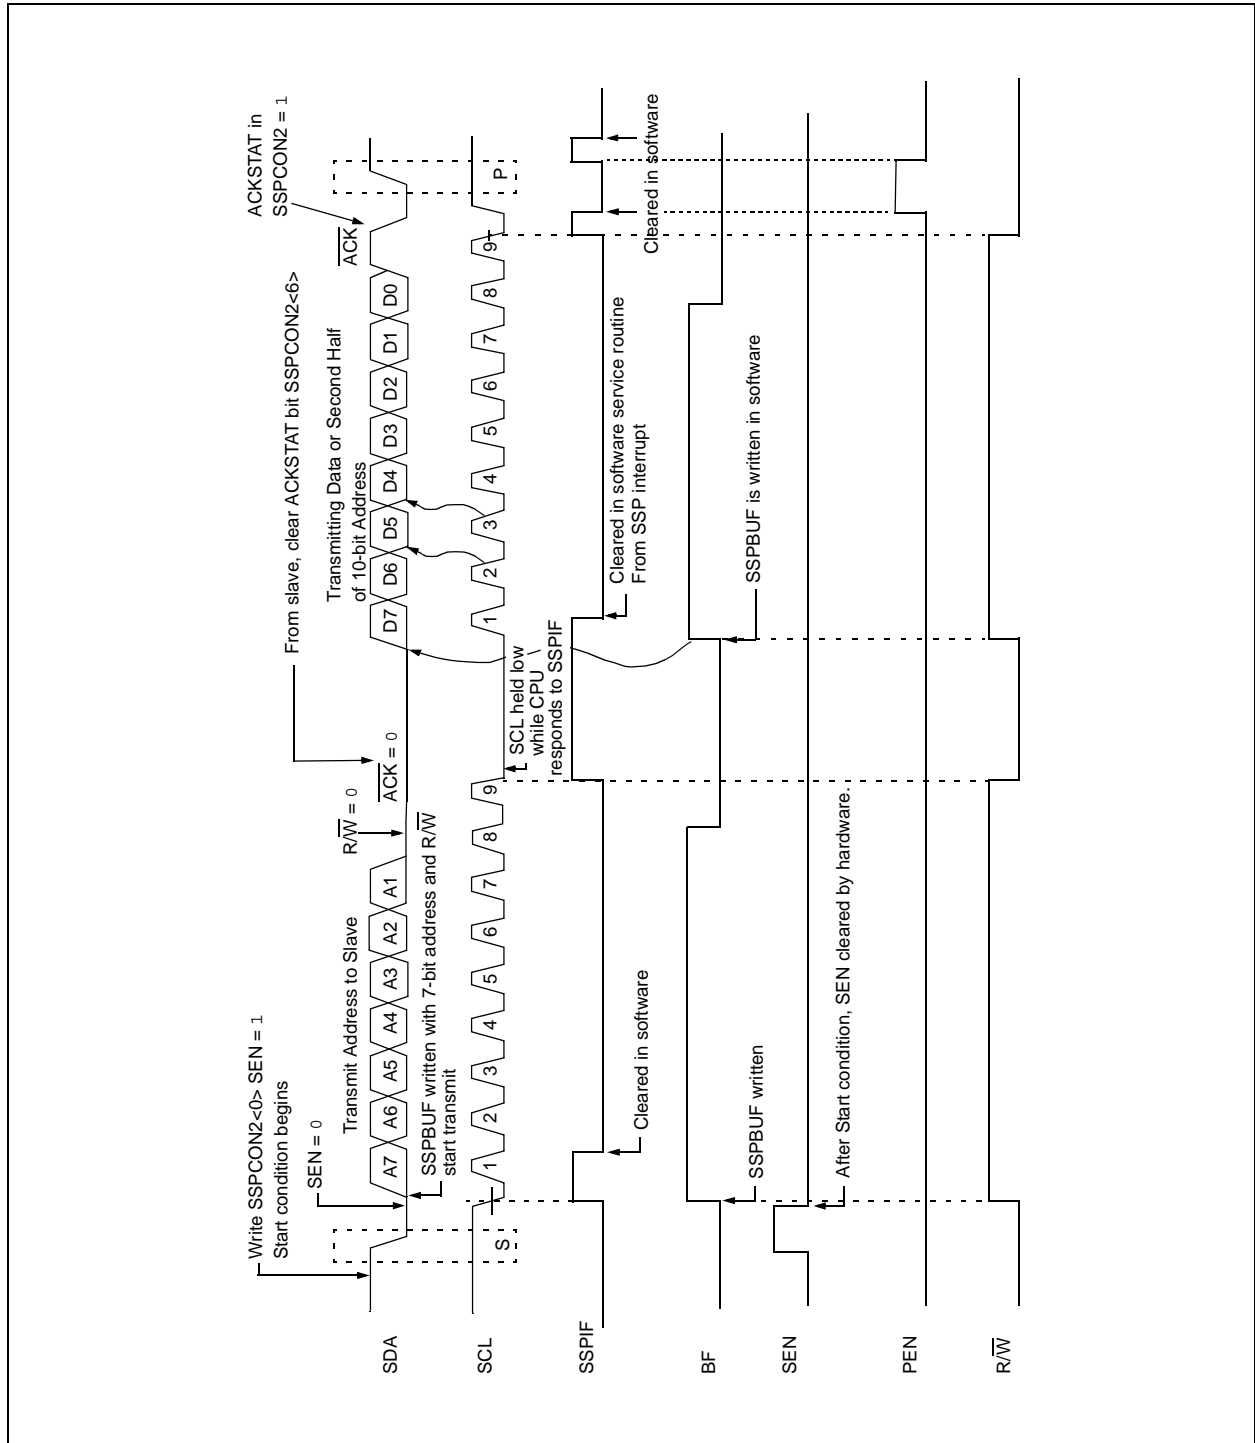 Write SSPCON2<0> SEN = 1
Start condition begins
SEN = 0
Transmit Address to Slave
From slave, clear ACKSTAT bit SSPCON2<6>
R/W = 0
ACK = 0
Transmitting Data or Second Half
of 10-bit Address
ACKSTAT in
SSPCON2 = 1
ACK
SDA
A7 A6 A5 A4 A3 A2 A1
D7 D6 D5 D4 D3 D2 D1 D0
SSPBUF written with 7-bit address and R/W
start transmit
SCL
S
1 2 3 4 5 6 7 8 9
SCL held low
while CPU
responds to SSPIF
1 2 3 4 5 6 7 8 9
P
SSPIF
Cleared in software
Cleared in software service routine
From SSP interrupt
Cleared in software
BF
SSPBUF written
SSPBUF is written in software
SEN
After Start condition, SEN cleared by hardware.
PEN
R/W